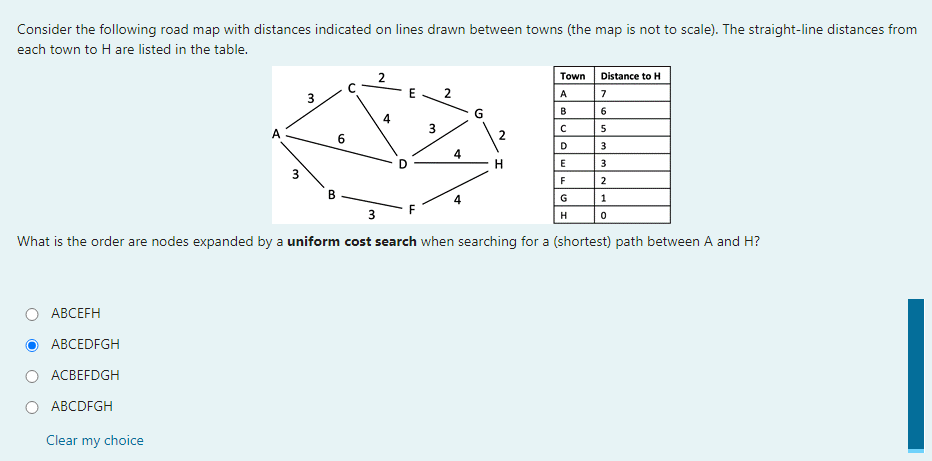 Consider the following road map with distances indicated on lines drawn between towns (the map is not to scale). The straight-line distances from
each town to H are listed in the table.
2
C
E
2
3
G
4
3
A
6
2
4
D
H
3
B
4
F
3
Town Distance to H
A 7
B 6
C 5
D 3
E 3
F 2
G 1
H 0
What is the order are nodes expanded by a uniform cost search when searching for a (shortest) path between A and H?
ABCEFH
ABCEDFGH
ACBEFDGH
ABCDFGH
Clear my choice